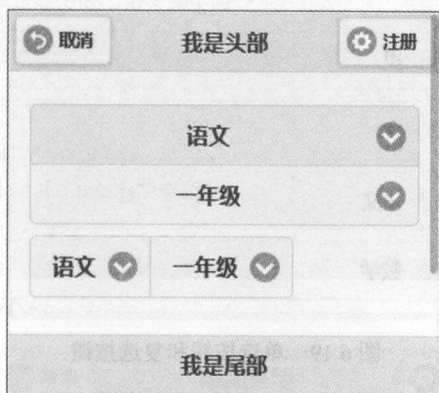 取消 我是头部 注册
语文
一年级
语文 一年级
我是尾部